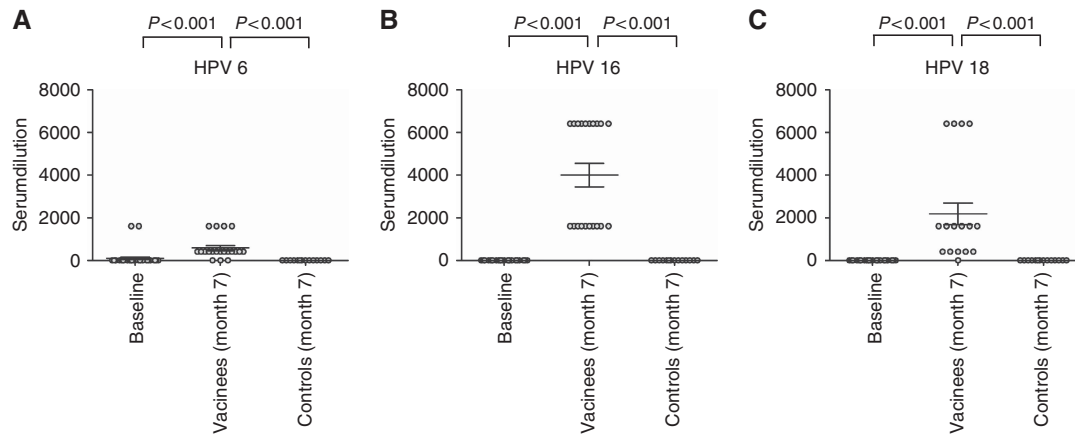 A
P<0.001 P<0.001
HPV 6
8000
6000
4000
2000
0
Serumdilution
Baseline
Vacinees (month 7)
Controls (month 7)
B
P<0.001 P<0.001
HPV 16
8000
6000
4000
2000
0
Serumdilution
Baseline
Vacinees (month 7)
Controls (month 7)
C
P<0.001 P<0.001
HPV 18
8000
6000
4000
2000
0
Serumdilution
Baseline
Vacinees (month 7)
Controls (month 7)